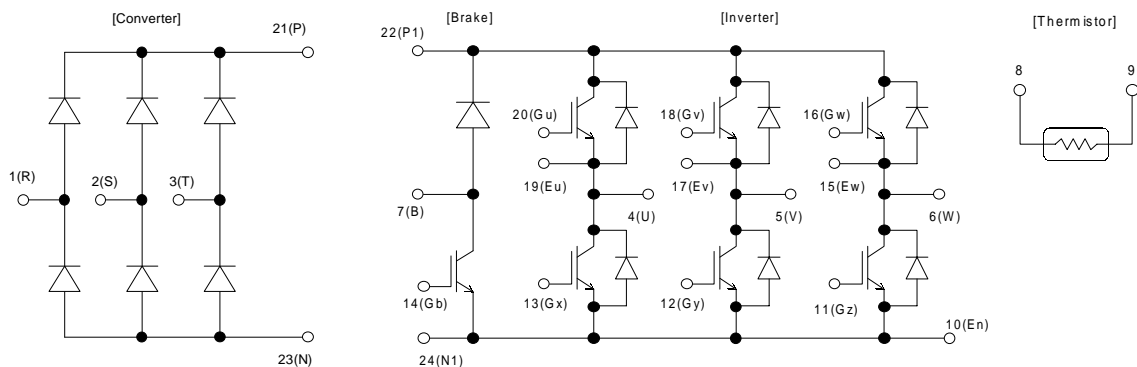 [Converter]
[Brake]
[Inverter]
[Thermistor]
21(P)
22(P1)
8
9
20(Gu)
18(Gv)
16(Gw)
1(R)
2(S)
3(T)
19(Eu)
17(Ev)
15(Ew)
7(B)
4(U)
5(V)
6(W)
14(Gb)
13(Gx)
12(Gy)
11(Gz)
10(En)
23(N)
24(N1)